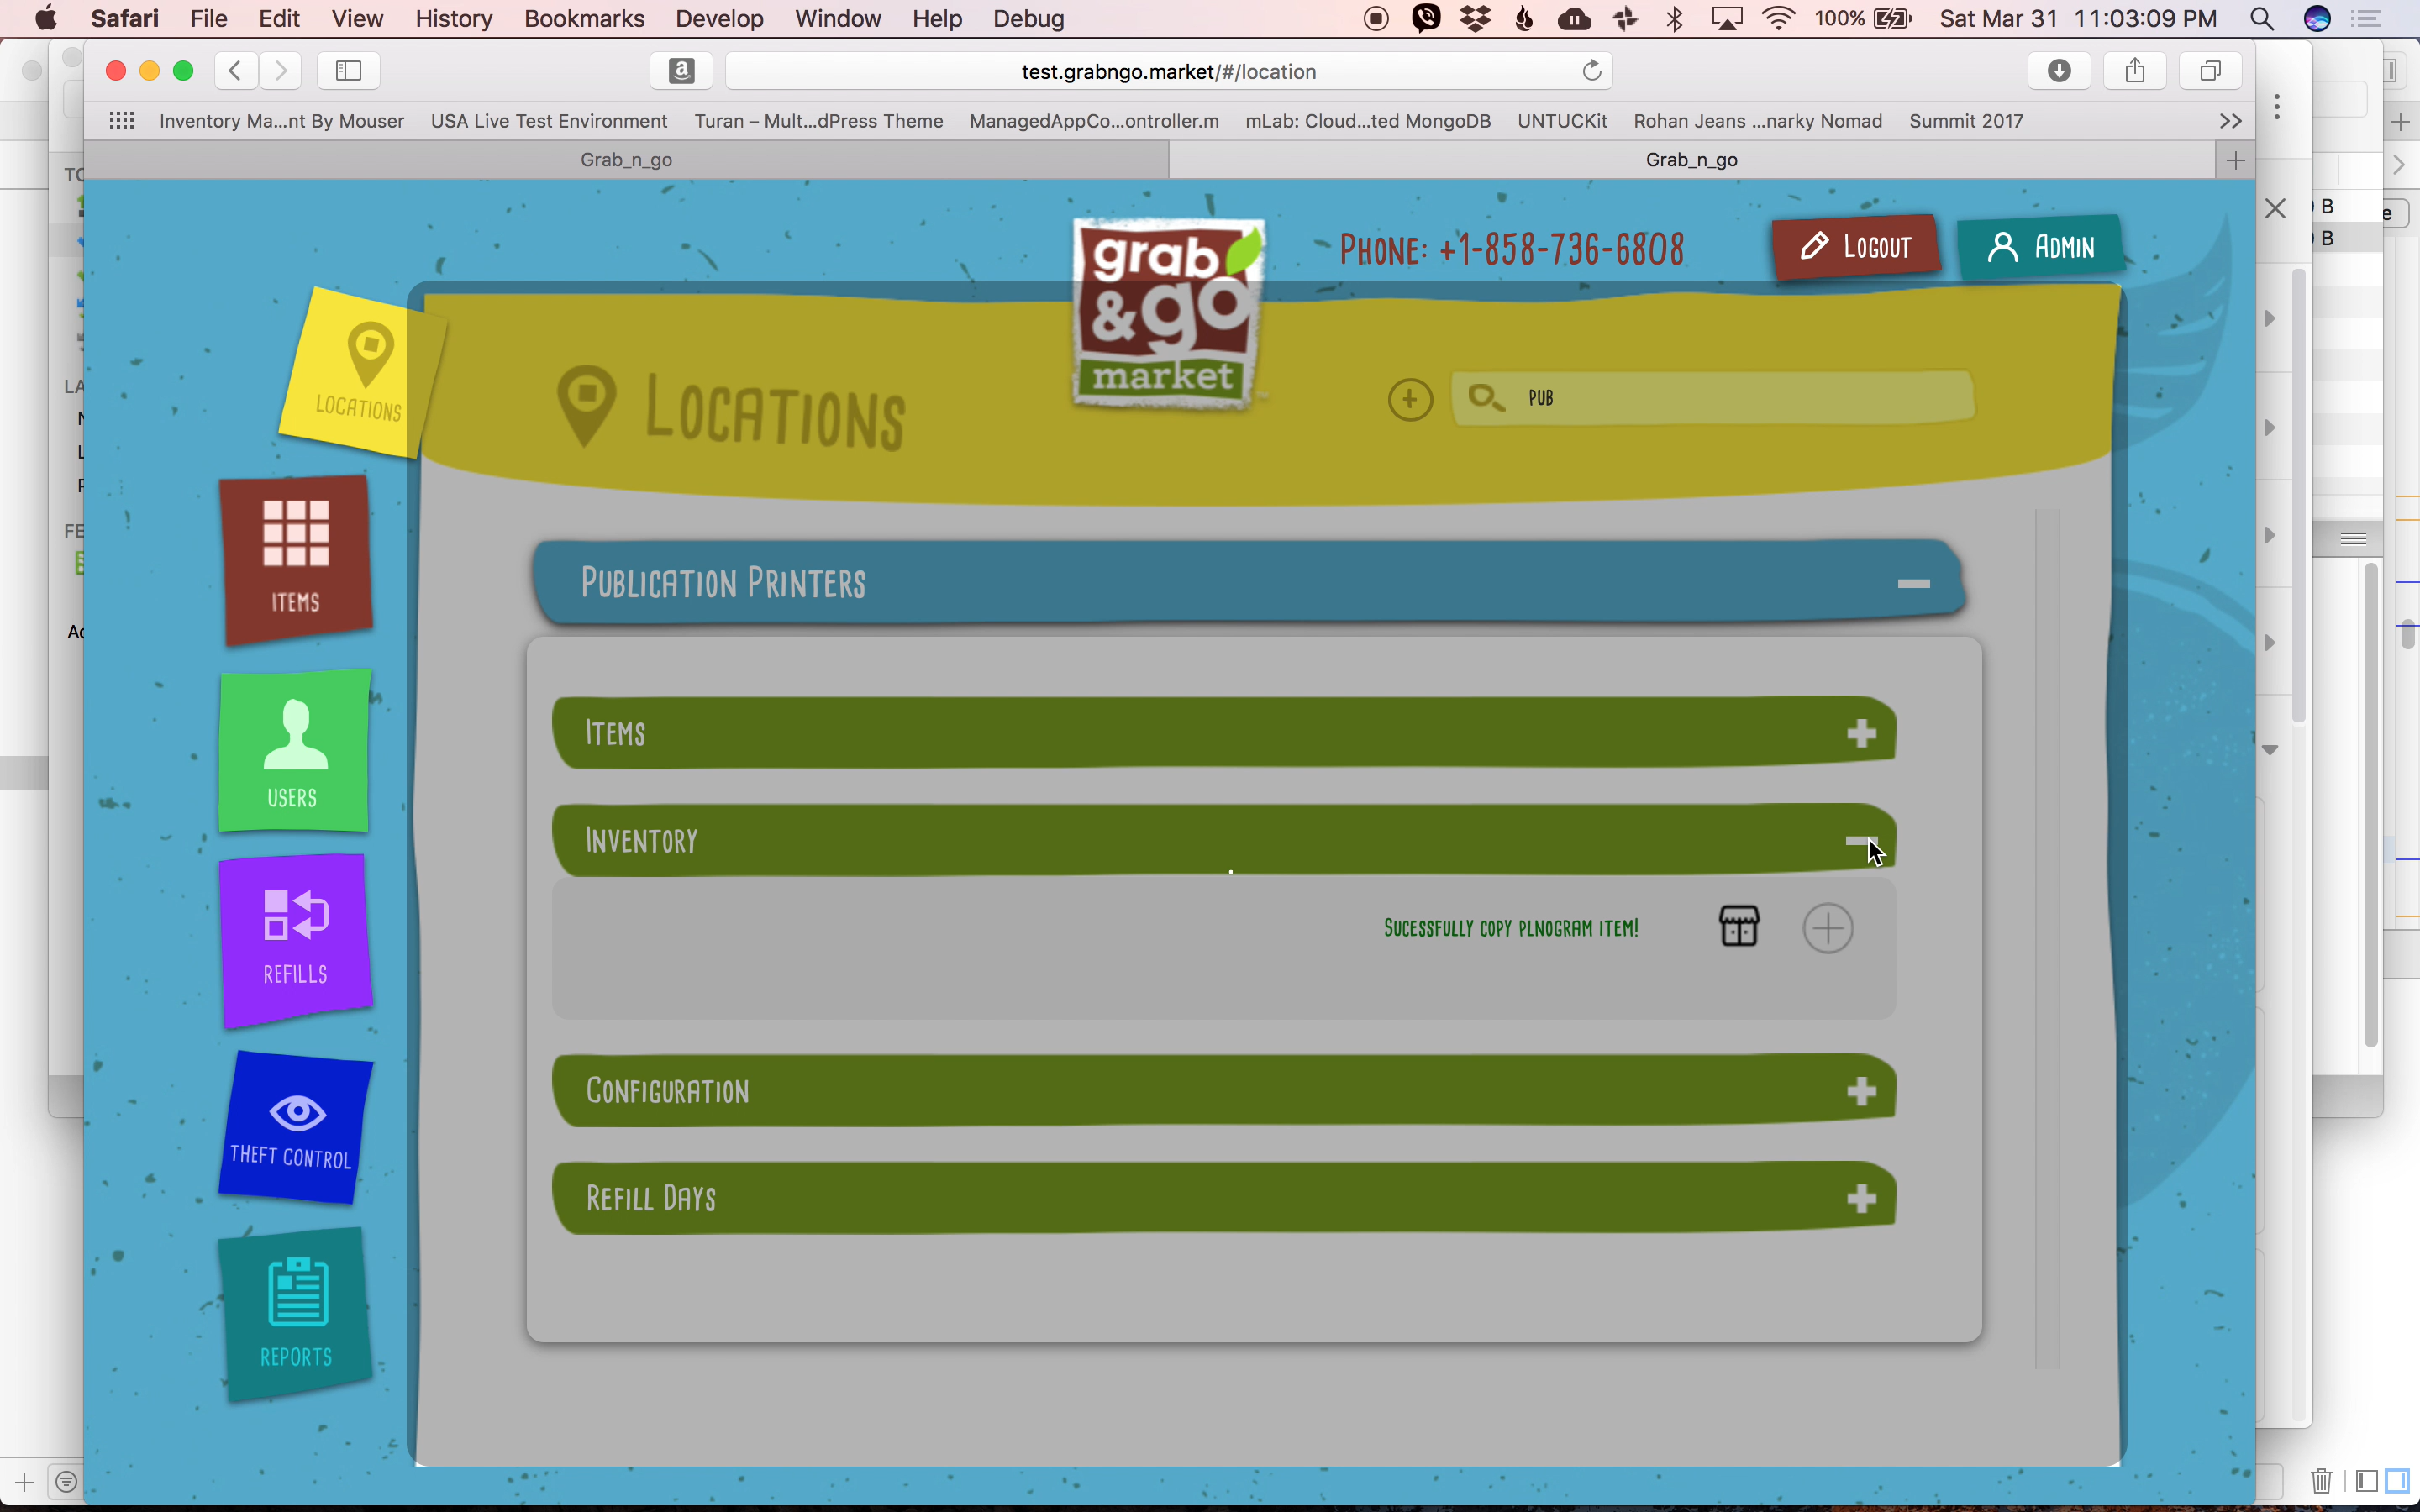 Safari File Edit View History Bookmarks Develop Window Help Debug 100% Sat Mar 31 11:03:09 PM
test.grabngo.market/#/location
Inventory Ma...nt By Mouser USA Live Test Environment Turan – Mult...dPress Theme ManagedAppCo...ontroller.m mLab: Cloud...ted MongoDB UNTUCKit Rohan Jeans ...narky Nomad Summit 2017 >>
Grab_n_go Grab_n_go
grab & go market
Phone: +1-858-736-6808 Logout Admin
Locations
Locations
PUB
Items
Users
Refills
Theft Control
Reports
Publication Printers
Items
Inventory
Sucessfully copy plnogram item!
Configuration
Refill Days
B
B